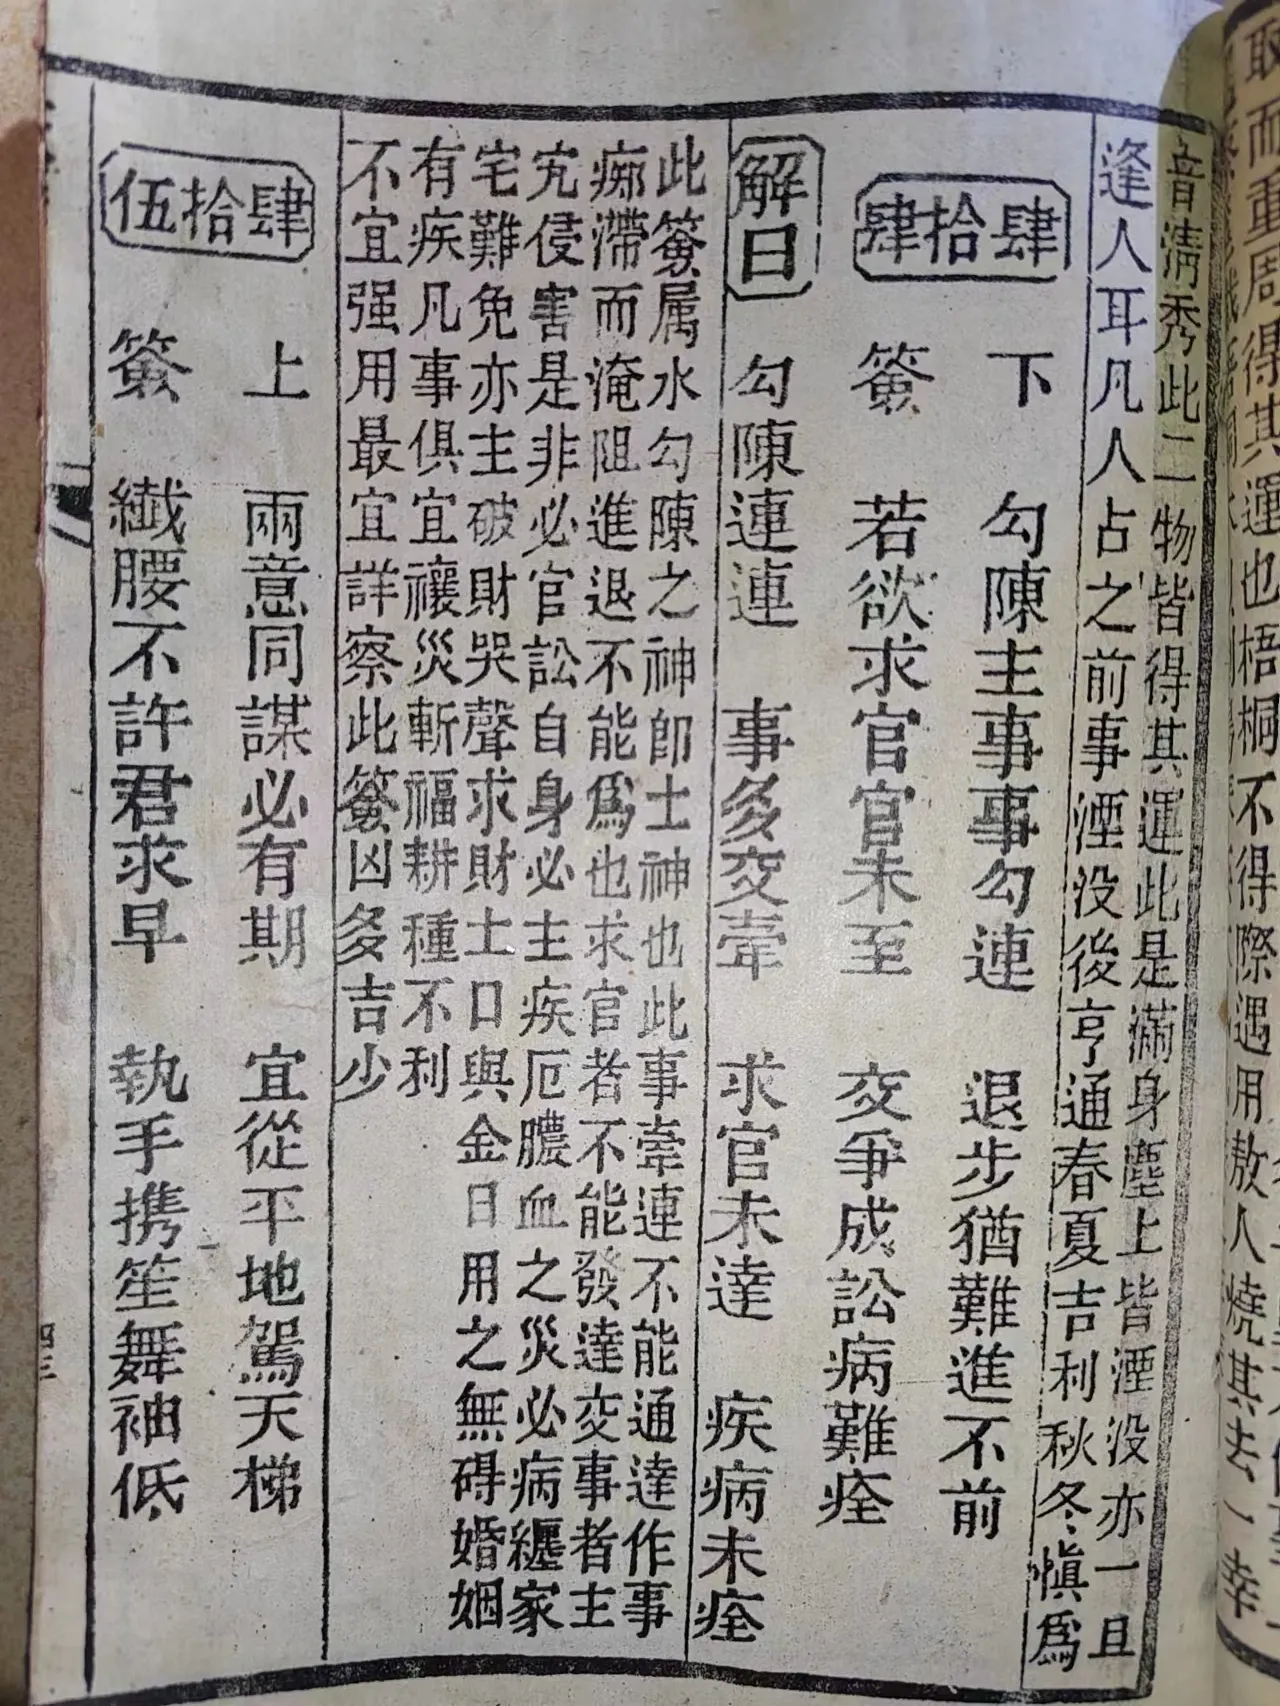 取而重周得其運也梧桐不得際遇用敖人燒其去一幸
音淸秀此二物皆得其運此是滿身塵上皆湮没亦一旦
逢人耳凡人占之前事湮没後亨通春夏吉利秋冬愼爲
肆拾肆
下 勾陳主事事勾連 退步猶難進不前
簽 若欲求官官未至 交爭成訟病難痊
解曰 勾陳連連 事多交牽 求官未達 疾病未痊
此簽属水勾陳之神即土神也此事牽連不能通達作事
痴滯而淹阻進退不能爲也求官者不能發達交事者主
宄侵害是非必官訟自身必主疾厄膿血之災必病纒家
宅難免亦主破財哭聲求財土口與金日用之無碍婚姻
有疾凡事俱宜禳災斬福耕種不利
不宜强用最宜詳察此簽凶多吉少
肆拾伍
上 兩意同謀必有期 宜從平地駕天梯
簽 纎腰不許君求早 執手携笙舞袖低
四三